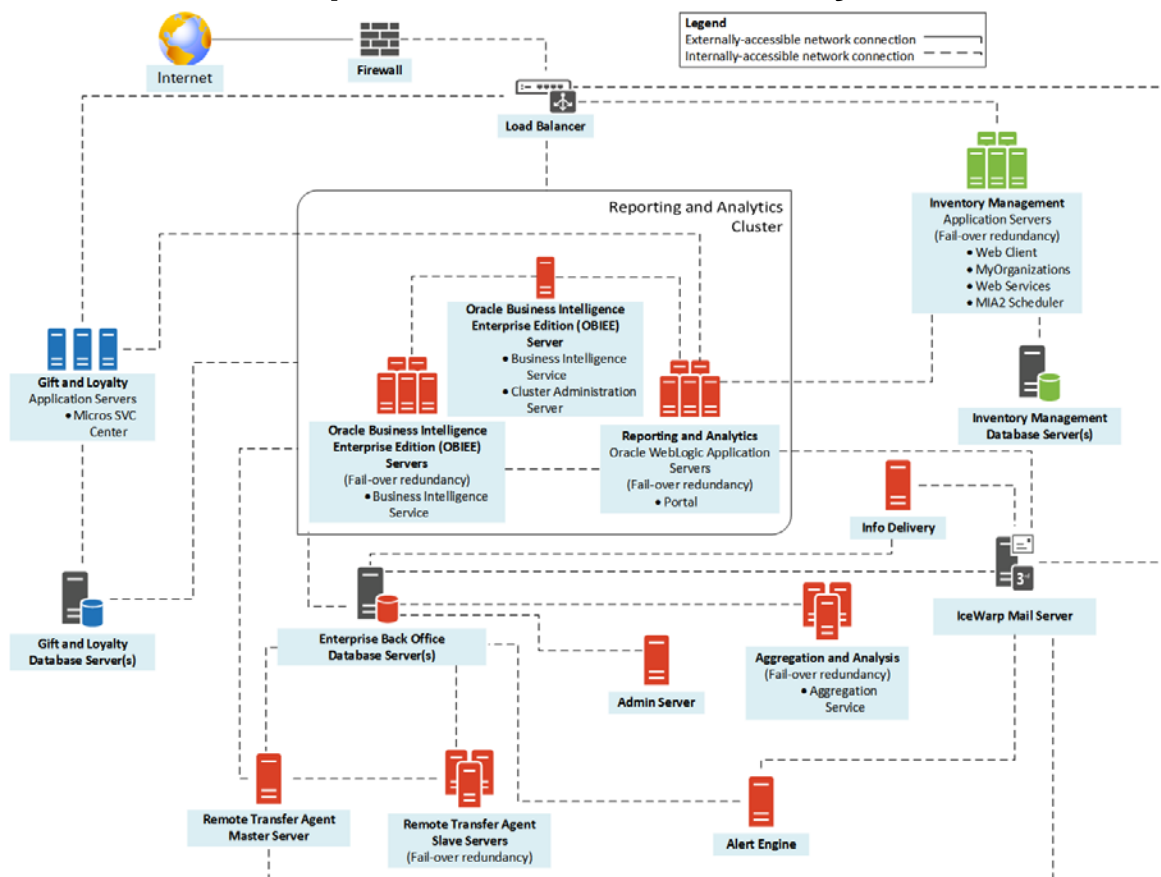 Legend
Externally-accessible network connection
Internally-accessible network connection
Internet
Firewall
Load Balancer
Reporting and Analytics
Cluster
Inventory Management
Application Servers
(Fail-over redundancy)
• Web Client
• MyOrganizations
• Web Services
• MIA2 Scheduler
Oracle Business Intelligence
Enterprise Edition (OBIEE)
Server
• Business Intelligence
Service
• Cluster Administration
Server
Gift and Loyalty
Application Servers
• Micros SVC
Center
Inventory Management
Database Server(s)
Oracle Business Intelligence
Enterprise Edition (OBIEE)
Servers
(Fail-over redundancy)
• Business Intelligence
Service
Reporting and Analytics
Oracle WebLogic Application
Servers
(Fail-over redundancy)
• Portal
Info Delivery
3rd
IceWarp Mail Server
Gift and Loyalty
Database Server(s)
Enterprise Back Office
Database Server(s)
Admin Server
Aggregation and Analysis
(Fail-over redundancy)
• Aggregation
Service
Remote Transfer Agent
Master Server
Remote Transfer Agent
Slave Servers
(Fail-over redundancy)
Alert Engine